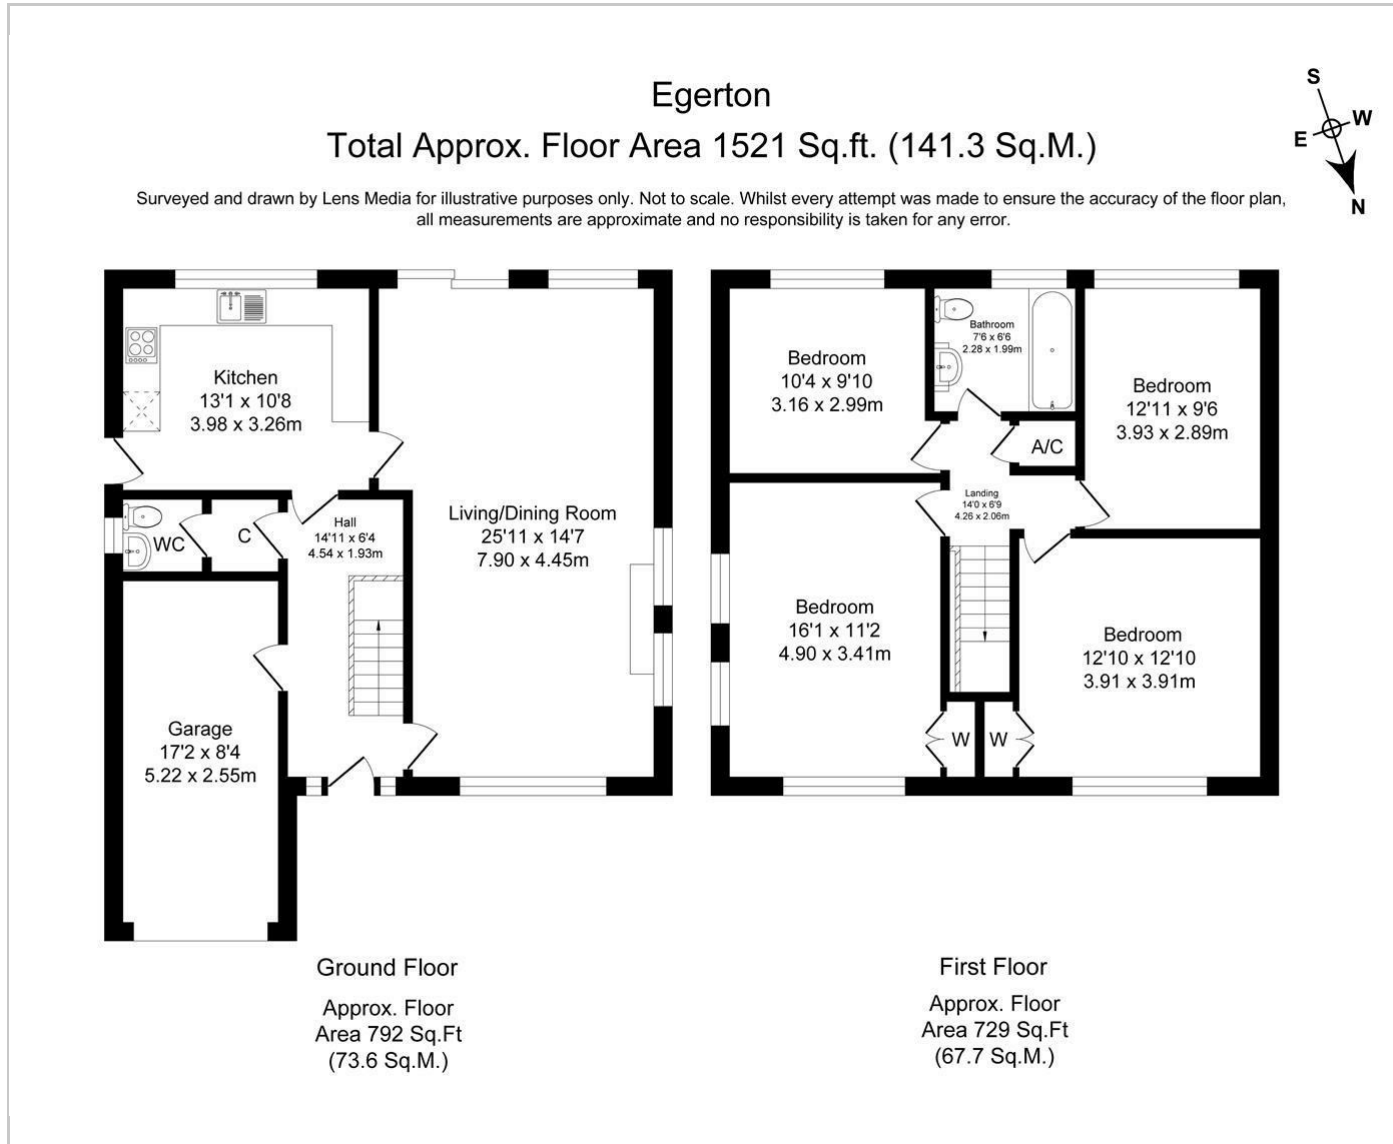 Egerton
Total Approx. Floor Area 1521 Sq.ft. (141.3 Sq.M.)
Surveyed and drawn by Lens Media for illustrative purposes only. Not to scale. Whilst every attempt was made to ensure the accuracy of the floor plan,
all measurements are approximate and no responsibility is taken for any error.
S
W
E
N
Kitchen
13'1 x 10'8
3.98 x 3.26m
WC
C
Hall
14'11 x 6'4
4.54 x 1.93m
Living/Dining Room
25'11 x 14'7
7.90 x 4.45m
Garage
17'2 x 8'4
5.22 x 2.55m
Ground Floor
Approx. Floor
Area 792 Sq.Ft
(73.6 Sq.M.)
Bedroom
10'4 x 9'10
3.16 x 2.99m
Bathroom
7'6 x 6'6
2.28 x 1.99m
Bedroom
12'11 x 9'6
3.93 x 2.89m
A/C
Landing
14'0 x 6'9
4.26 x 2.06m
Bedroom
16'1 x 11'2
4.90 x 3.41m
Bedroom
12'10 x 12'10
3.91 x 3.91m
W
W
First Floor
Approx. Floor
Area 729 Sq.Ft
(67.7 Sq.M.)